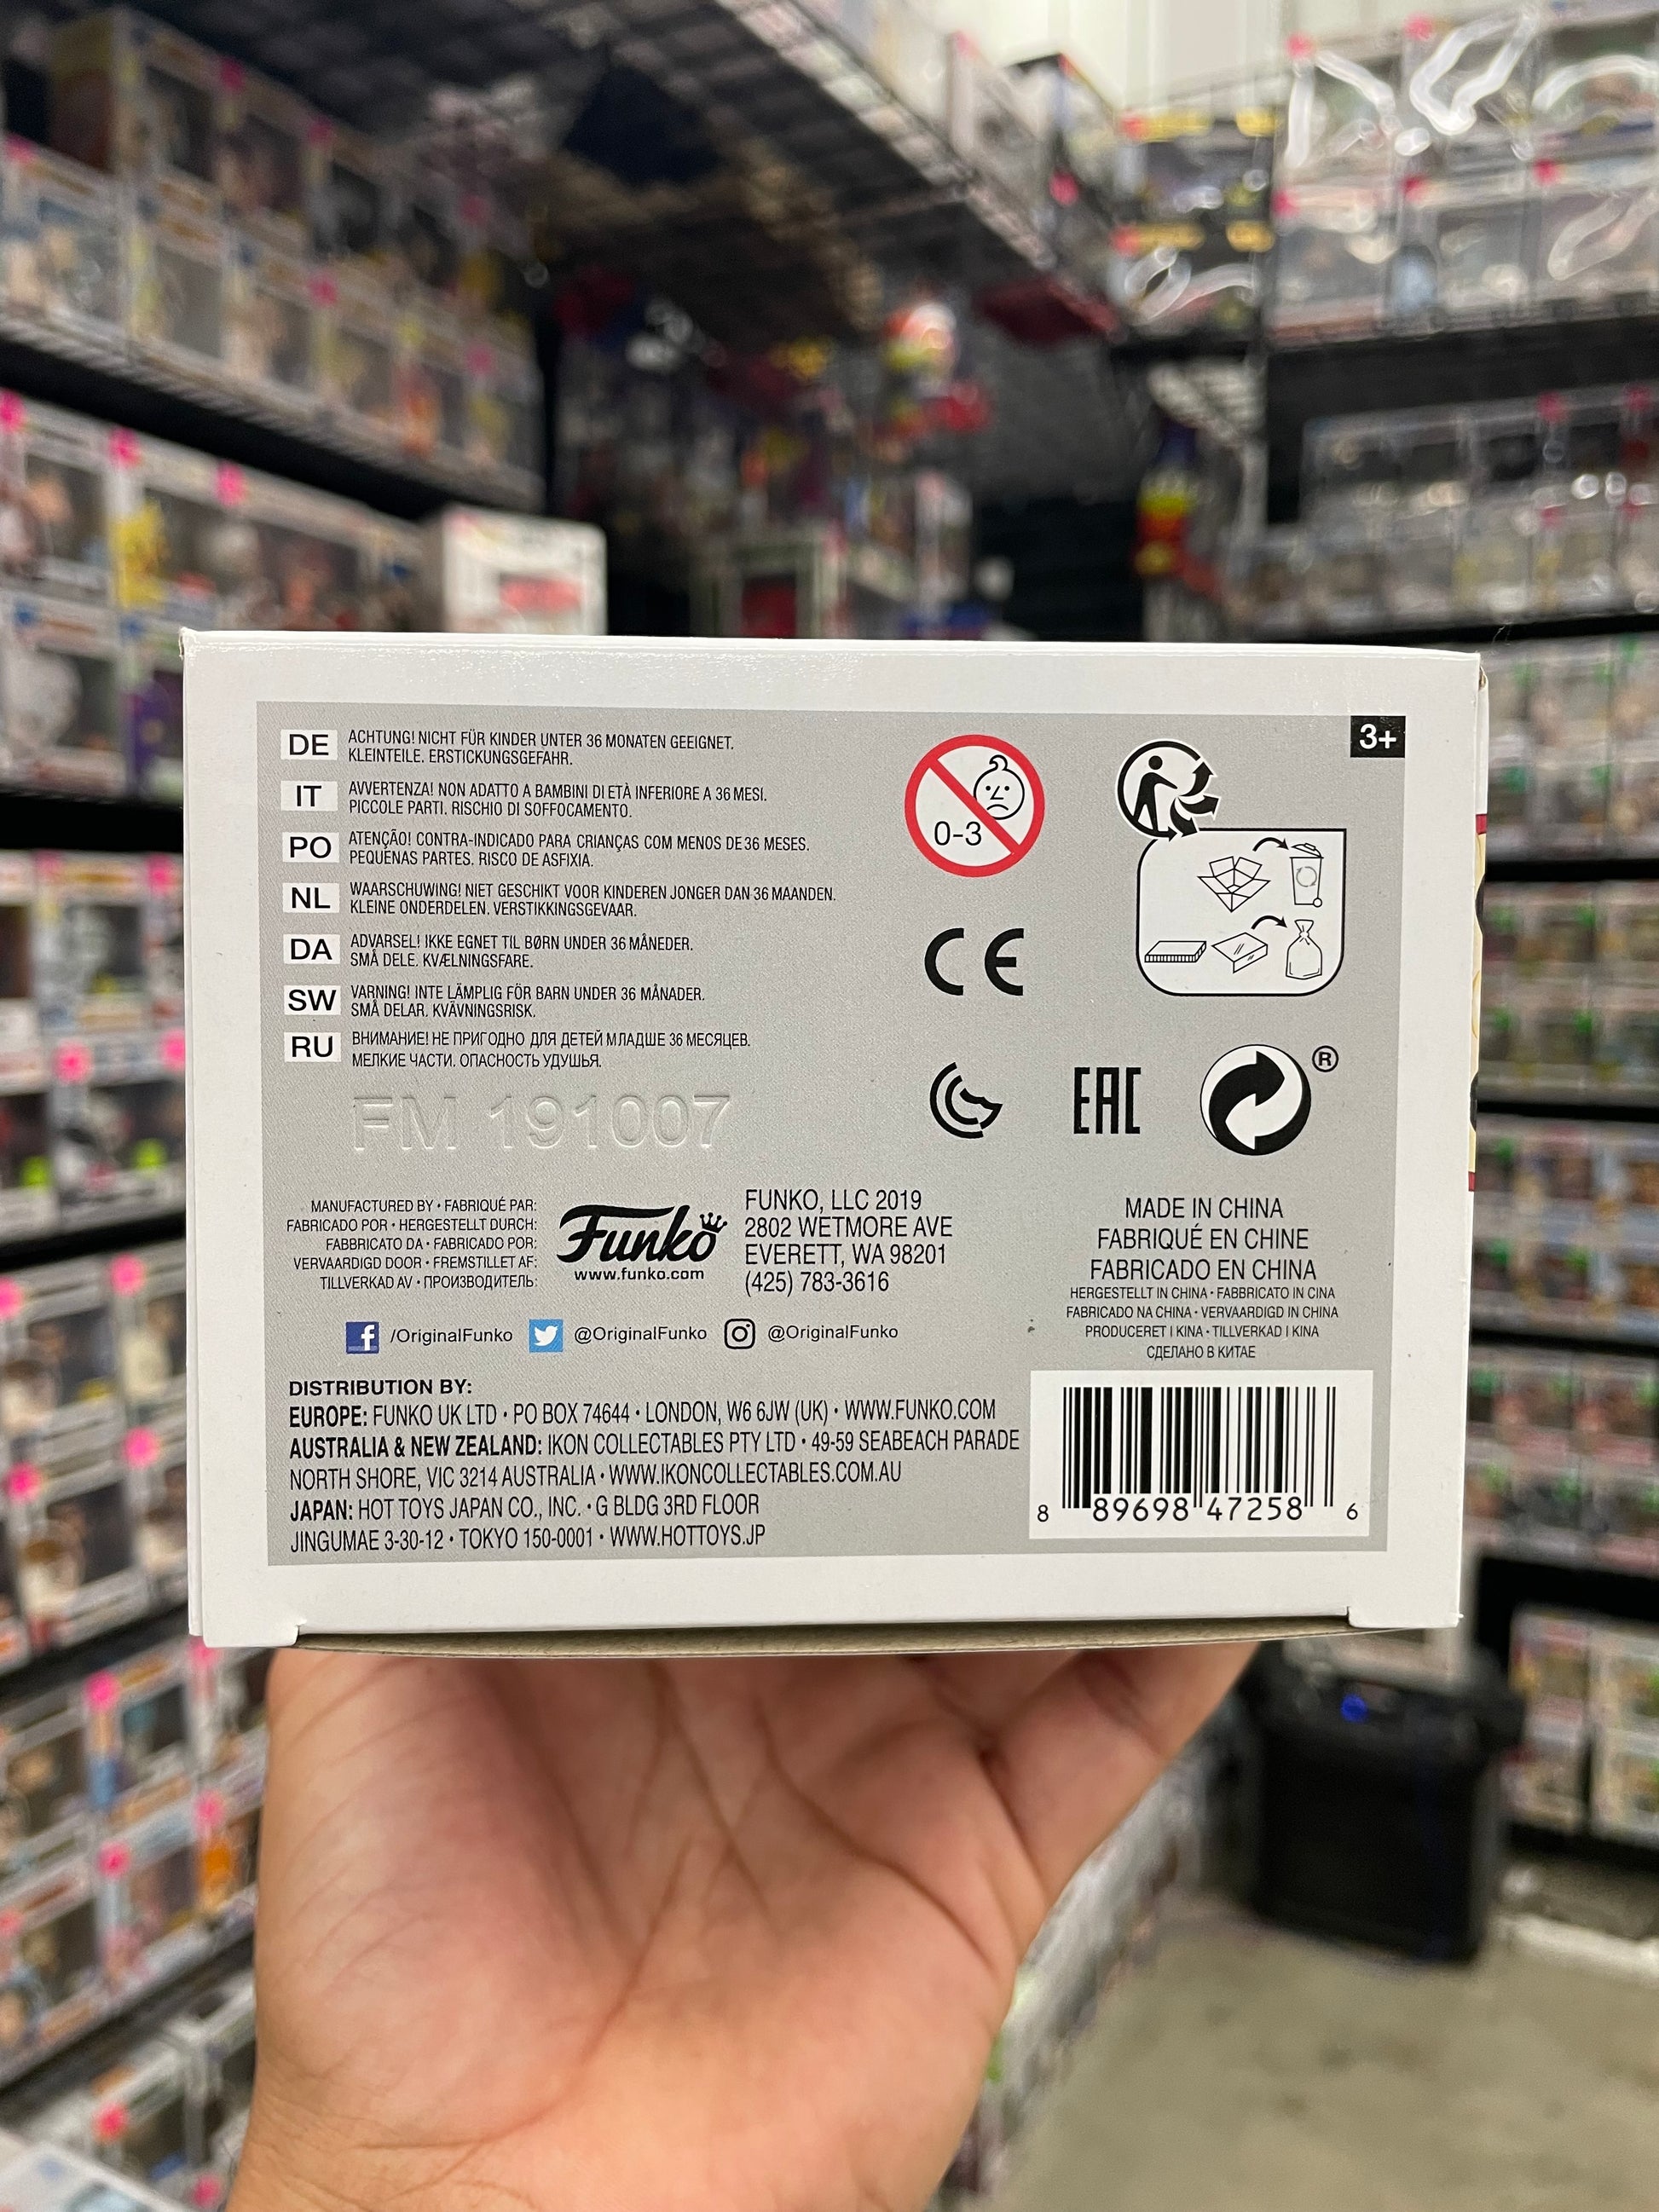 3+
DE
ACHTUNG! NICHT FÜR KINDER UNTER 36 MONATEN GEEIGNET.
KLEINTEILE. ERSTICKUNGSGEFAHR.
IT
AVVERTENZA! NON ADATTO A BAMBINI DI ETÀ INFERIORE A 36 MESI.
PICCOLE PARTI. RISCHIO DI SOFFOCAMENTO.
PO
ATENÇÃO! CONTRA-INDICADO PARA CRIANÇAS COM MENOS DE 36 MESES.
PEQUENAS PARTES. RISCO DE ASFIXIA.
NL
WAARSCHUWING! NIET GESCHIKT VOOR KINDEREN JONGER DAN 36 MAANDEN.
KLEINE ONDERDELEN. VERSTIKKINGSGEVAAR.
DA
ADVARSEL! IKKE EGNET TIL BØRN UNDER 36 MÅNEDER.
SMÅ DELE. KVÆLNINGSFARE.
SW
VARNING! INTE LÄMPLIG FÖR BARN UNDER 36 MÅNADER.
SMÅ DELAR. KVÄVNINGSRISK.
RU
ВНИМАНИЕ! НЕ ПРИГОДНО ДЛЯ ДЕТЕЙ МЛАДШЕ 36 МЕСЯЦЕВ.
МЕЛКИЕ ЧАСТИ. ОПАСНОСТЬ УДУШЬЯ.
0-3
CE
EAC
®
FM 191007
MANUFACTURED BY • FABRIQUÉ PAR:
FABRICADO POR • HERGESTELLT DURCH:
FABBRICATO DA • FABRICADO POR:
VERVAARDIGD DOOR • FREMSTILLET AF:
TILLVERKAD AV • ПРОИЗВОДИТЕЛЬ:
Funko
www.funko.com
FUNKO, LLC 2019
2802 WETMORE AVE
EVERETT, WA 98201
(425) 783-3616
MADE IN CHINA
FABRIQUÉ EN CHINE
FABRICADO EN CHINA
HERGESTELLT IN CHINA • FABBRICATO IN CINA
FABRICADO NA CHINA • VERVAARDIGD IN CHINA
PRODUCERET I KINA • TILLVERKAD I KINA
СДЕЛАНО В КИТАЕ
f /OriginalFunko @OriginalFunko @OriginalFunko
DISTRIBUTION BY:
EUROPE: FUNKO UK LTD • PO BOX 74644 • LONDON, W6 6JW (UK) • WWW.FUNKO.COM
AUSTRALIA & NEW ZEALAND: IKON COLLECTABLES PTY LTD • 49-59 SEABEACH PARADE
NORTH SHORE, VIC 3214 AUSTRALIA • WWW.IKONCOLLECTABLES.COM.AU
JAPAN: HOT TOYS JAPAN CO., INC. • G BLDG 3RD FLOOR
JINGUMAE 3-30-12 • TOKYO 150-0001 • WWW.HOTTOYS.JP
8 89698 47258 6